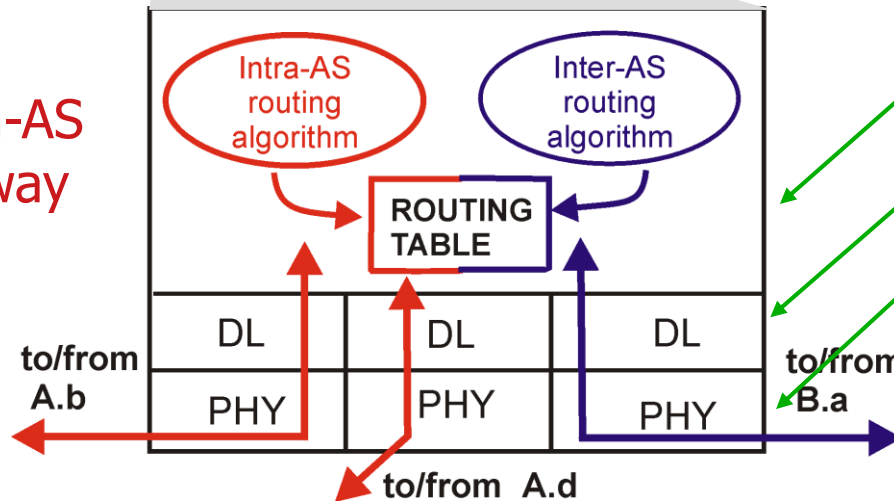 Intra-AS
routing
algorithm
Inter-AS
routing
algorithm
-AS
way
ROUTING
TABLE
DL
DL
DL
to/from
A.b
to/from
B.a
PHY
PHY
PHY
to/from A.d